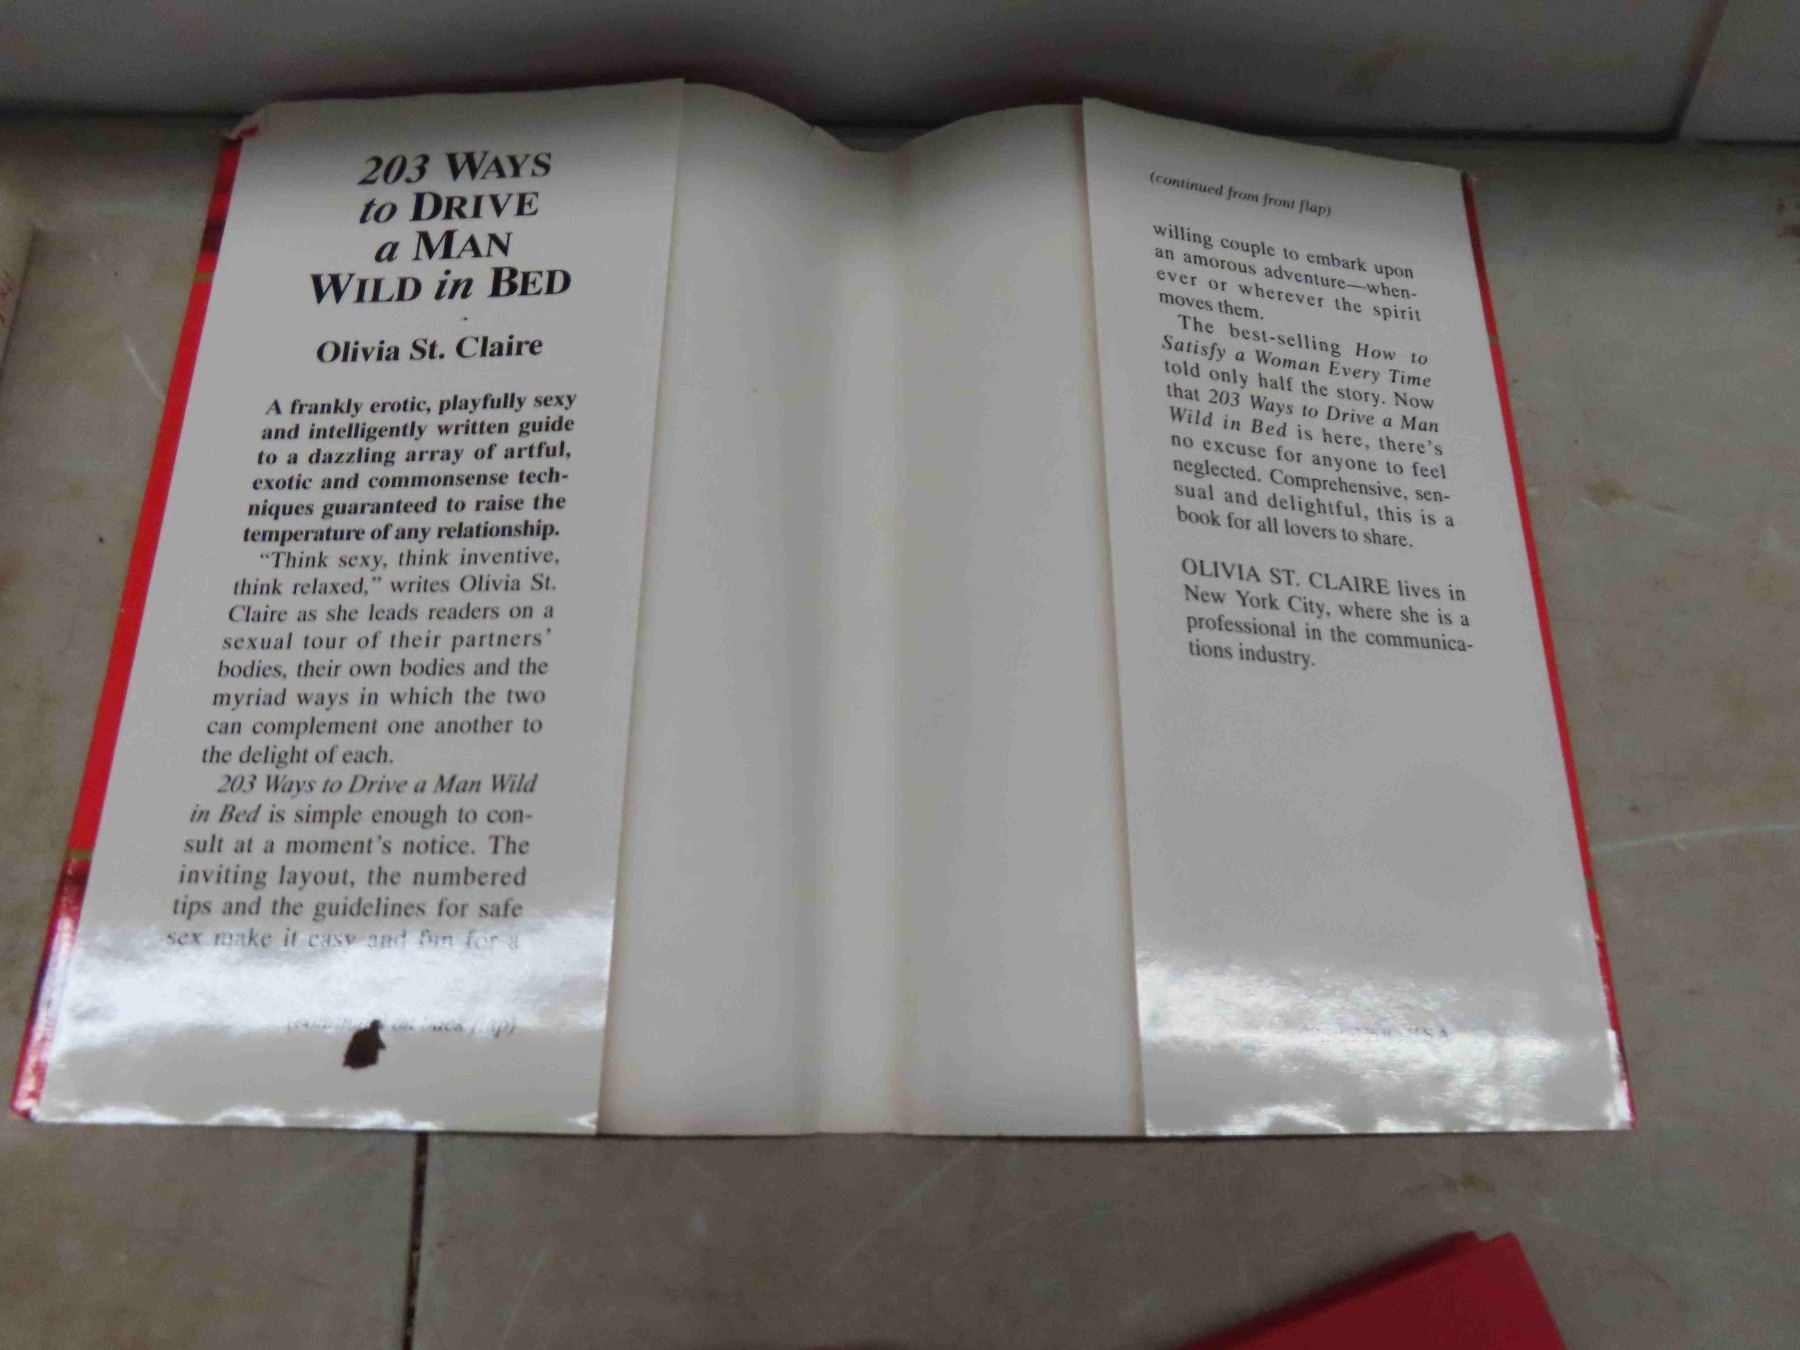 203 WAYS
to DRIVE
a MAN
WILD in BED
Olivia St. Claire
A frankly erotic, playfully sexy
and intelligently written guide
to a dazzling array of artful,
exotic and commonsense tech-
niques guaranteed to raise the
temperature of any relationship.
“Think sexy, think inventive,
think relaxed,” writes Olivia St.
Claire as she leads readers on a
sexual tour of their partners’
bodies, their own bodies and the
myriad ways in which the two
can complement one another to
the delight of each.
203 Ways to Drive a Man Wild
in Bed is simple enough to con-
sult at a moment’s notice. The
inviting layout, the numbered
tips and the guidelines for safe
sex make it easy and fun for a
on back flap)
(continued from front flap)
willing couple to embark upon
an amorous adventure—when-
ever or wherever the spirit
moves them.
The best-selling How to
Satisfy a Woman Every Time
told only half the story. Now
that 203 Ways to Drive a Man
Wild in Bed is here, there’s
no excuse for anyone to feel
neglected. Comprehensive, sen-
sual and delightful, this is a
book for all lovers to share.
OLIVIA ST. CLAIRE lives in
New York City, where she is a
professional in the communica-
tions industry.